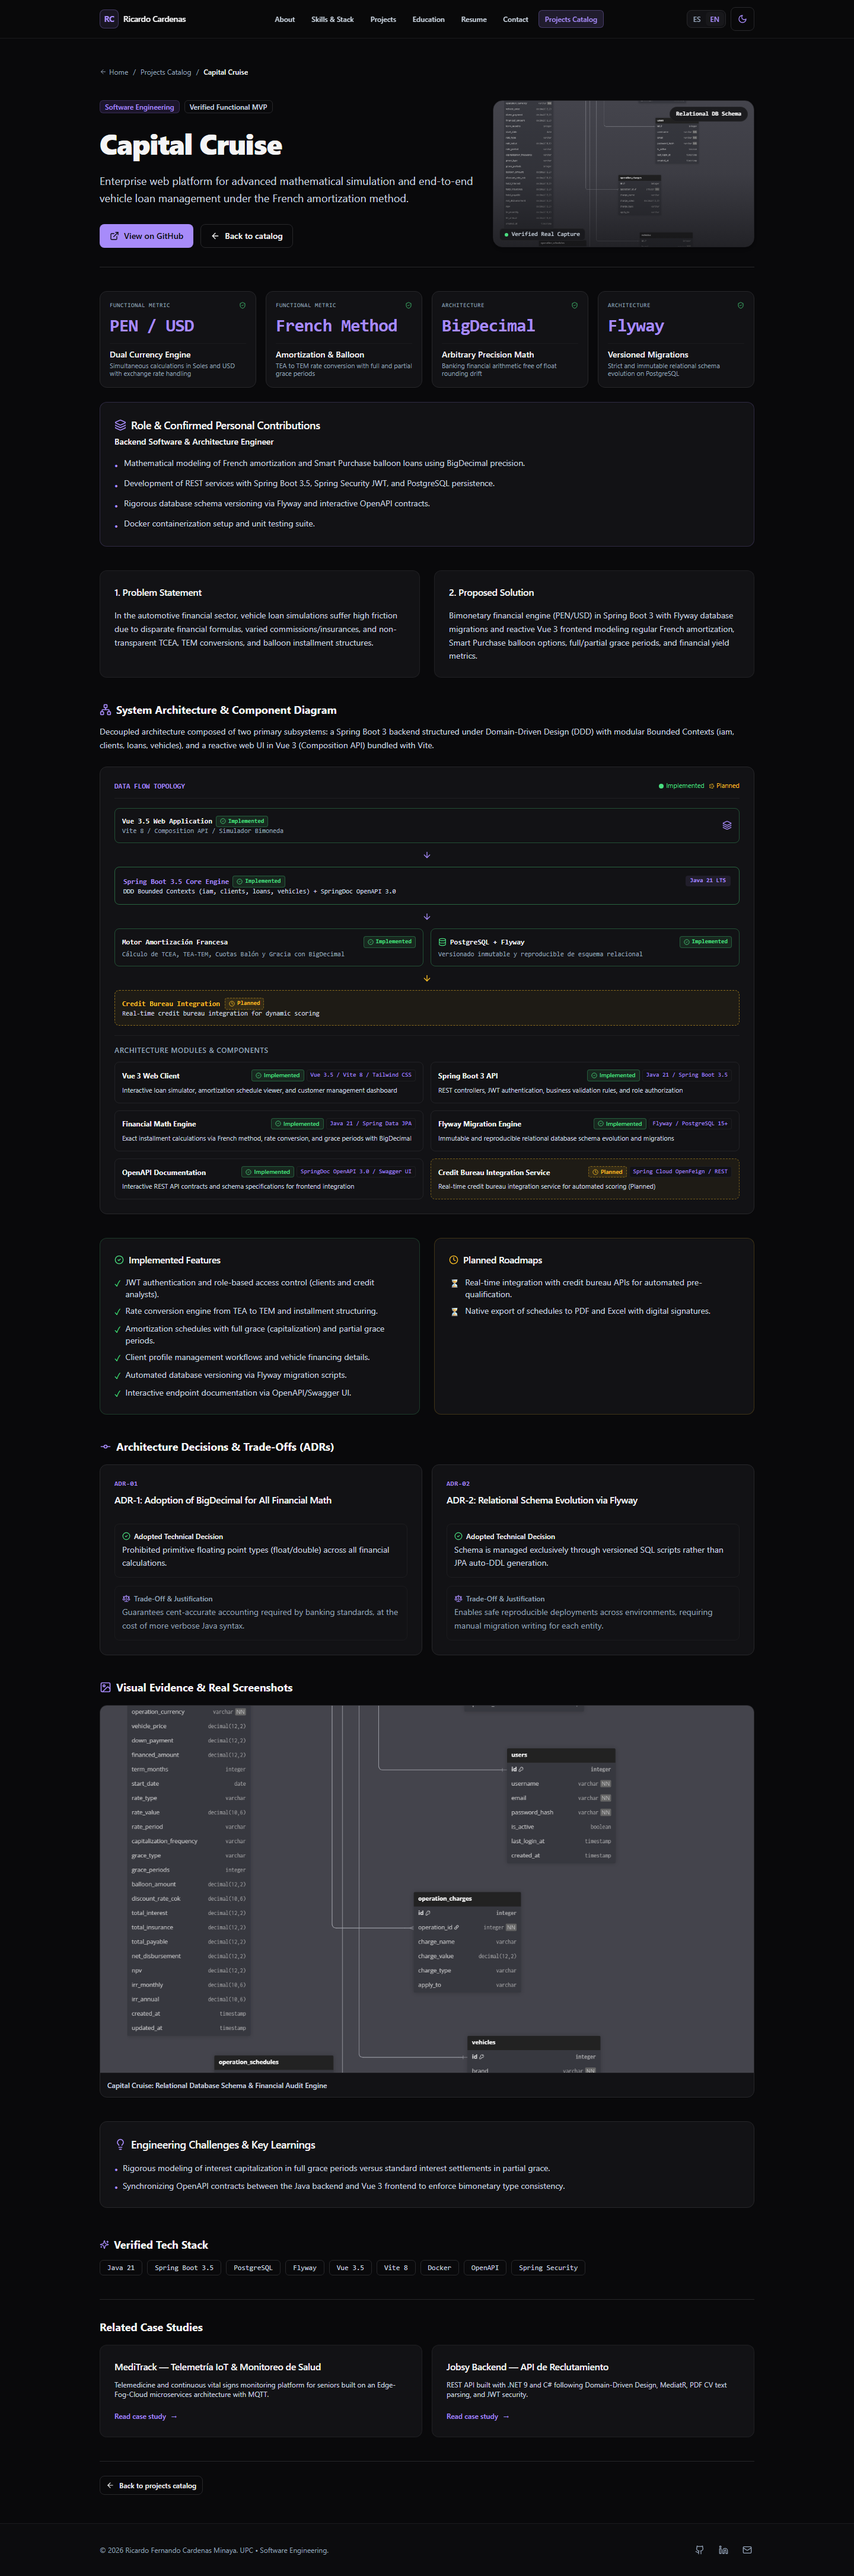 RC Ricardo Cardenas
About Skills & Stack Projects Education Resume Contact Projects Catalog
ES EN
← Home / Projects Catalog / Capital Cruise
Software Engineering Verified Functional MVP
Capital Cruise
Enterprise web platform for advanced mathematical simulation and end-to-end
vehicle loan management under the French amortization method.
View on GitHub
← Back to catalog
Relational DB Schema
Verified Real Capture
FUNCTIONAL METRIC
PEN / USD
Dual Currency Engine
Simultaneous calculations in Soles and USD
with exchange rate handling
FUNCTIONAL METRIC
French Method
Amortization & Balloon
TEA to TEM rate conversion with full and partial
grace periods
ARCHITECTURE
BigDecimal
Arbitrary Precision Math
Banking financial arithmetic free of float
rounding drift
ARCHITECTURE
Flyway
Versioned Migrations
Strict and immutable relational schema
evolution on PostgreSQL
Role & Confirmed Personal Contributions
Backend Software & Architecture Engineer
• Mathematical modeling of French amortization and Smart Purchase balloon loans using BigDecimal precision.
• Development of REST services with Spring Boot 3.5, Spring Security JWT, and PostgreSQL persistence.
• Rigorous database schema versioning via Flyway and interactive OpenAPI contracts.
• Docker containerization setup and unit testing suite.
1. Problem Statement
In the automotive financial sector, vehicle loan simulations suffer high friction
due to disparate financial formulas, varied commissions/insurances, and non-
transparent TCEA, TEM conversions, and balloon installment structures.
2. Proposed Solution
Bimonetary financial engine (PEN/USD) in Spring Boot 3 with Flyway database
migrations and reactive Vue 3 frontend modeling regular French amortization,
Smart Purchase balloon options, full/partial grace periods, and financial yield
metrics.
System Architecture & Component Diagram
Decoupled architecture composed of two primary subsystems: a Spring Boot 3 backend structured under Domain-Driven Design (DDD) with modular Bounded Contexts (iam,
clients, loans, vehicles), and a reactive web UI in Vue 3 (Composition API) bundled with Vite.
DATA FLOW TOPOLOGY
Implemented Planned
Vue 3.5 Web Application Implemented
Vite 8 / Composition API / Simulador Bimoneda
Spring Boot 3.5 Core Engine Implemented
Java 21 LTS
DDD Bounded Contexts (iam, clients, loans, vehicles) + SpringDoc OpenAPI 3.0
Motor Amortización Francesa Implemented
Cálculo de TCEA, TEA-TEM, Cuotas Balón y Gracia con BigDecimal
PostgreSQL + Flyway Implemented
Versionado inmutable y reproducible de esquema relacional
Credit Bureau Integration Planned
Real-time credit bureau integration for dynamic scoring
ARCHITECTURE MODULES & COMPONENTS
Vue 3 Web Client Implemented Vue 3.5 / Vite 8 / Tailwind CSS
Interactive loan simulator, amortization schedule viewer, and customer management dashboard
Spring Boot 3 API Implemented Java 21 / Spring Boot 3.5
REST controllers, JWT authentication, business validation rules, and role authorization
Financial Math Engine Implemented Java 21 / Spring Data JPA
Exact installment calculations via French method, rate conversion, and grace periods with BigDecimal
Flyway Migration Engine Implemented Flyway / PostgreSQL 15+
Immutable and reproducible relational database schema evolution and migrations
OpenAPI Documentation Implemented SpringDoc OpenAPI 3.0 / Swagger UI
Interactive REST API contracts and schema specifications for frontend integration
Credit Bureau Integration Service Planned Spring Cloud OpenFeign / REST
Real-time credit bureau integration service for automated scoring (Planned)
Implemented Features
✓ JWT authentication and role-based access control (clients and credit
analysts).
✓ Rate conversion engine from TEA to TEM and installment structuring.
✓ Amortization schedules with full grace (capitalization) and partial grace
periods.
✓ Client profile management workflows and vehicle financing details.
✓ Automated database versioning via Flyway migration scripts.
✓ Interactive endpoint documentation via OpenAPI/Swagger UI.
Planned Roadmaps
Real-time integration with credit bureau APIs for automated pre-
qualification.
Native export of schedules to PDF and Excel with digital signatures.
Architecture Decisions & Trade-Offs (ADRs)
ADR-01
ADR-1: Adoption of BigDecimal for All Financial Math
Adopted Technical Decision
Prohibited primitive floating point types (float/double) across all financial
calculations.
Trade-Off & Justification
Guarantees cent-accurate accounting required by banking standards, at the
cost of more verbose Java syntax.
ADR-02
ADR-2: Relational Schema Evolution via Flyway
Adopted Technical Decision
Schema is managed exclusively through versioned SQL scripts rather than
JPA auto-DDL generation.
Trade-Off & Justification
Enables safe reproducible deployments across environments, requiring
manual migration writing for each entity.
Visual Evidence & Real Screenshots
operation_currency varchar NN
vehicle_price decimal(12,2)
down_payment decimal(12,2)
financed_amount decimal(12,2)
term_months integer
start_date date
rate_type varchar
rate_value decimal(10,6)
rate_period varchar
capitalization_frequency varchar
grace_type varchar
grace_periods integer
balloon_amount decimal(12,2)
discount_rate_cok decimal(10,6)
total_interest decimal(12,2)
total_insurance decimal(12,2)
total_payable decimal(12,2)
net_disbursement decimal(12,2)
npv decimal(12,2)
irr_monthly decimal(10,6)
irr_annual decimal(10,6)
created_at timestamp
updated_at timestamp
operation_schedules
users
id integer
username varchar NN
email varchar NN
password_hash varchar NN
is_active boolean
last_login_at timestamp
created_at timestamp
operation_charges
id integer
operation_id integer NN
charge_name varchar
charge_value decimal(12,2)
charge_type varchar
apply_to varchar
vehicles
id integer
brand varchar NN
Capital Cruise: Relational Database Schema & Financial Audit Engine
Engineering Challenges & Key Learnings
• Rigorous modeling of interest capitalization in full grace periods versus standard interest settlements in partial grace.
• Synchronizing OpenAPI contracts between the Java backend and Vue 3 frontend to enforce bimonetary type consistency.
Verified Tech Stack
Java 21 Spring Boot 3.5 PostgreSQL Flyway Vue 3.5 Vite 8 Docker OpenAPI Spring Security
Related Case Studies
MediTrack — Telemetría IoT & Monitoreo de Salud
Telemedicine and continuous vital signs monitoring platform for seniors built on an Edge-
Fog-Cloud microservices architecture with MQTT.
Read case study →
Jobsy Backend — API de Reclutamiento
REST API built with .NET 9 and C# following Domain-Driven Design, MediatR, PDF CV text
parsing, and JWT security.
Read case study →
← Back to projects catalog
© 2026 Ricardo Fernando Cardenas Minaya. UPC • Software Engineering.